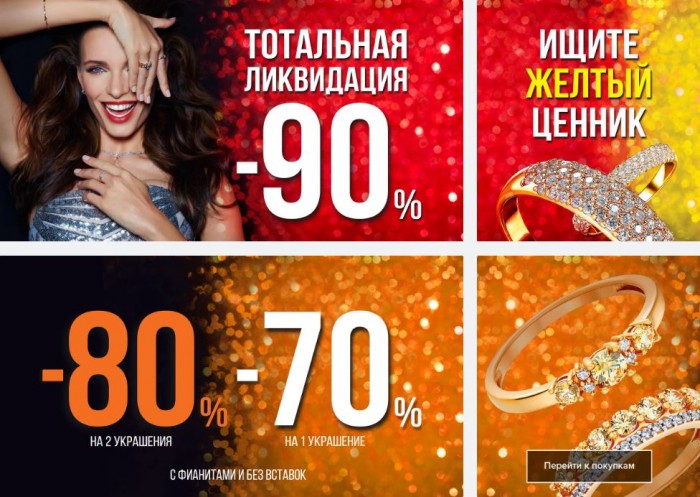 ТОТАЛЬНАЯ
ЛИКВИДАЦИЯ
-90%
ИЩИТЕ
ЖЕЛТЫЙ
ЦЕННИК
-80%
НА 2 УКРАШЕНИЯ
-70%
НА 1 УКРАШЕНИЕ
С ФИАНИТАМИ И БЕЗ ВСТАВОК
Перейти к покупкам